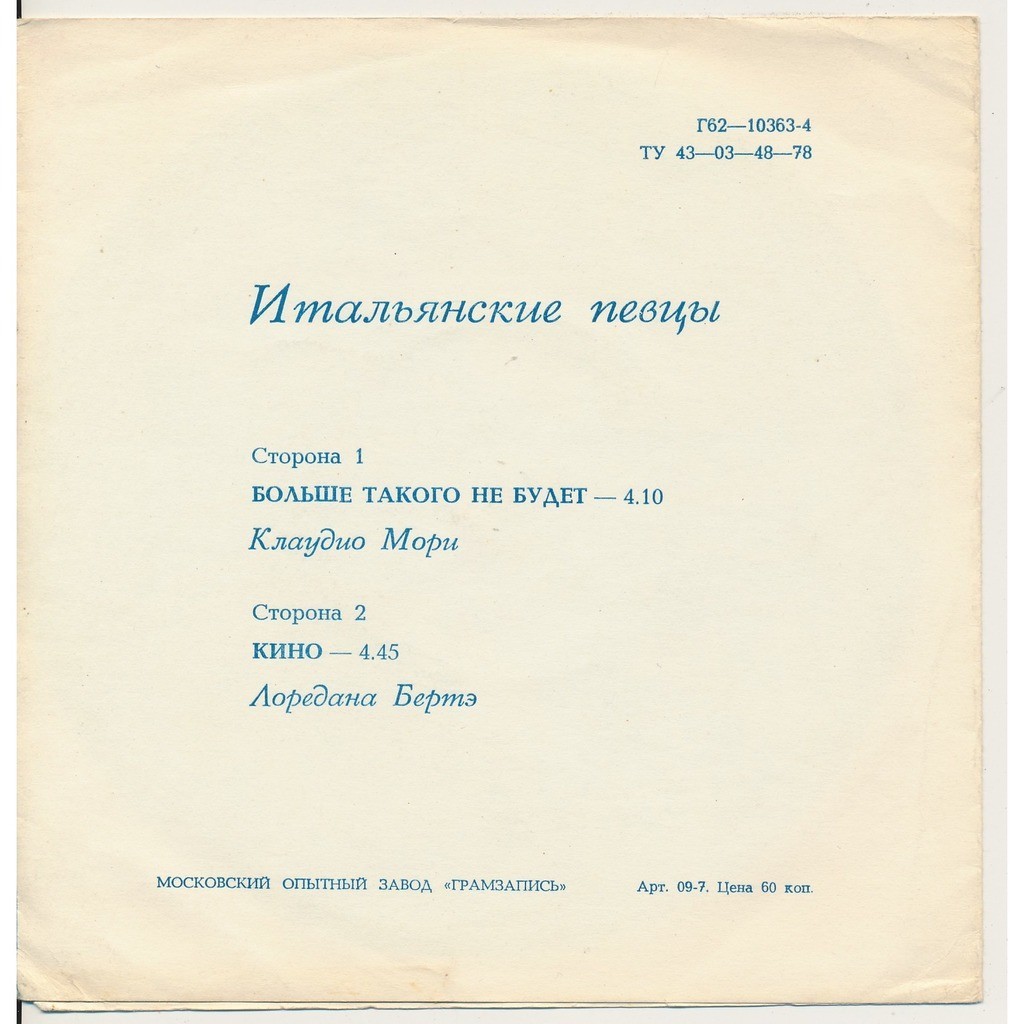 Г62—10363-4
ТУ 43—03—48—78
Итальянские певцы
Сторона 1
БОЛЬШЕ ТАКОГО НЕ БУДЕТ — 4.10
Клаудио Мори
Сторона 2
КИНО — 4.45
Лоредана Бертэ
МОСКОВСКИЙ ОПЫТНЫЙ ЗАВОД «ГРАМЗАПИСЬ» Арт. 09-7. Цена 60 коп.